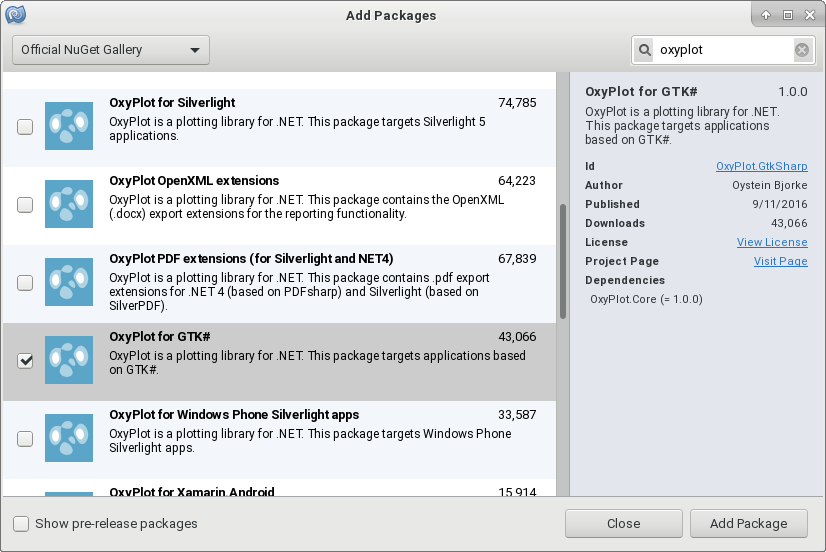 Add Packages
Official NuGet Gallery
oxyplot
OxyPlot for Silverlight 74,785
OxyPlot is a plotting library for .NET. This package targets Silverlight 5
applications.
OxyPlot OpenXML extensions 64,223
OxyPlot is a plotting library for .NET. This package contains the OpenXML
(.docx) export extensions for the reporting functionality.
OxyPlot PDF extensions (for Silverlight and NET4) 67,839
OxyPlot is a plotting library for .NET. This package contains .pdf export
extensions for .NET 4 (based on PDFsharp) and Silverlight (based on
SilverPDF).
OxyPlot for GTK# 43,066
OxyPlot is a plotting library for .NET. This package targets applications based
on GTK#.
OxyPlot for Windows Phone Silverlight apps 33,587
OxyPlot is a plotting library for .NET. This package targets Windows Phone
Silverlight apps.
OxyPlot for Xamarin.Android 15,914
OxyPlot for GTK# 1.0.0
OxyPlot is a plotting library for .NET.
This package targets applications
based on GTK#.
Id OxyPlot.GtkSharp
Author Oystein Bjorke
Published 9/11/2016
Downloads 43,066
License View License
Project Page Visit Page
Dependencies
OxyPlot.Core (= 1.0.0)
Show pre-release packages
Close
Add Package